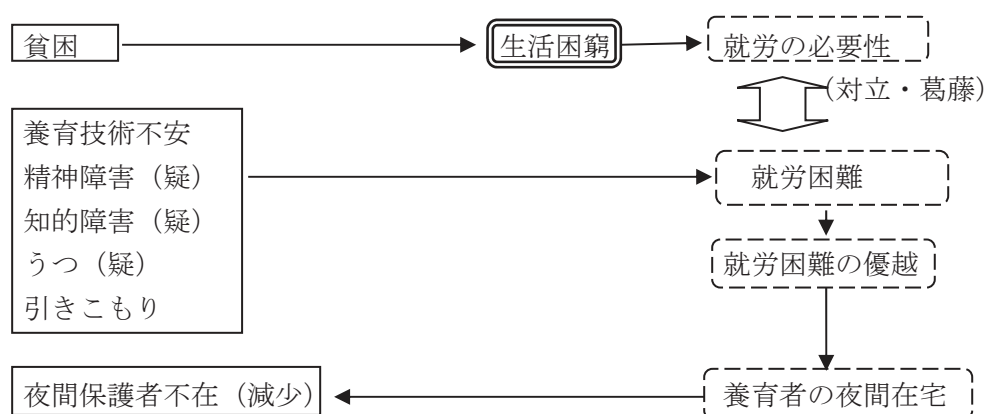 貧困
生活困窮
就労の必要性
(対立・葛藤)
養育技術不安
精神障害（疑）
知的障害（疑）
うつ（疑）
引きこもり
就労困難
就労困難の優越
夜間保護者不在（減少）
養育者の夜間在宅